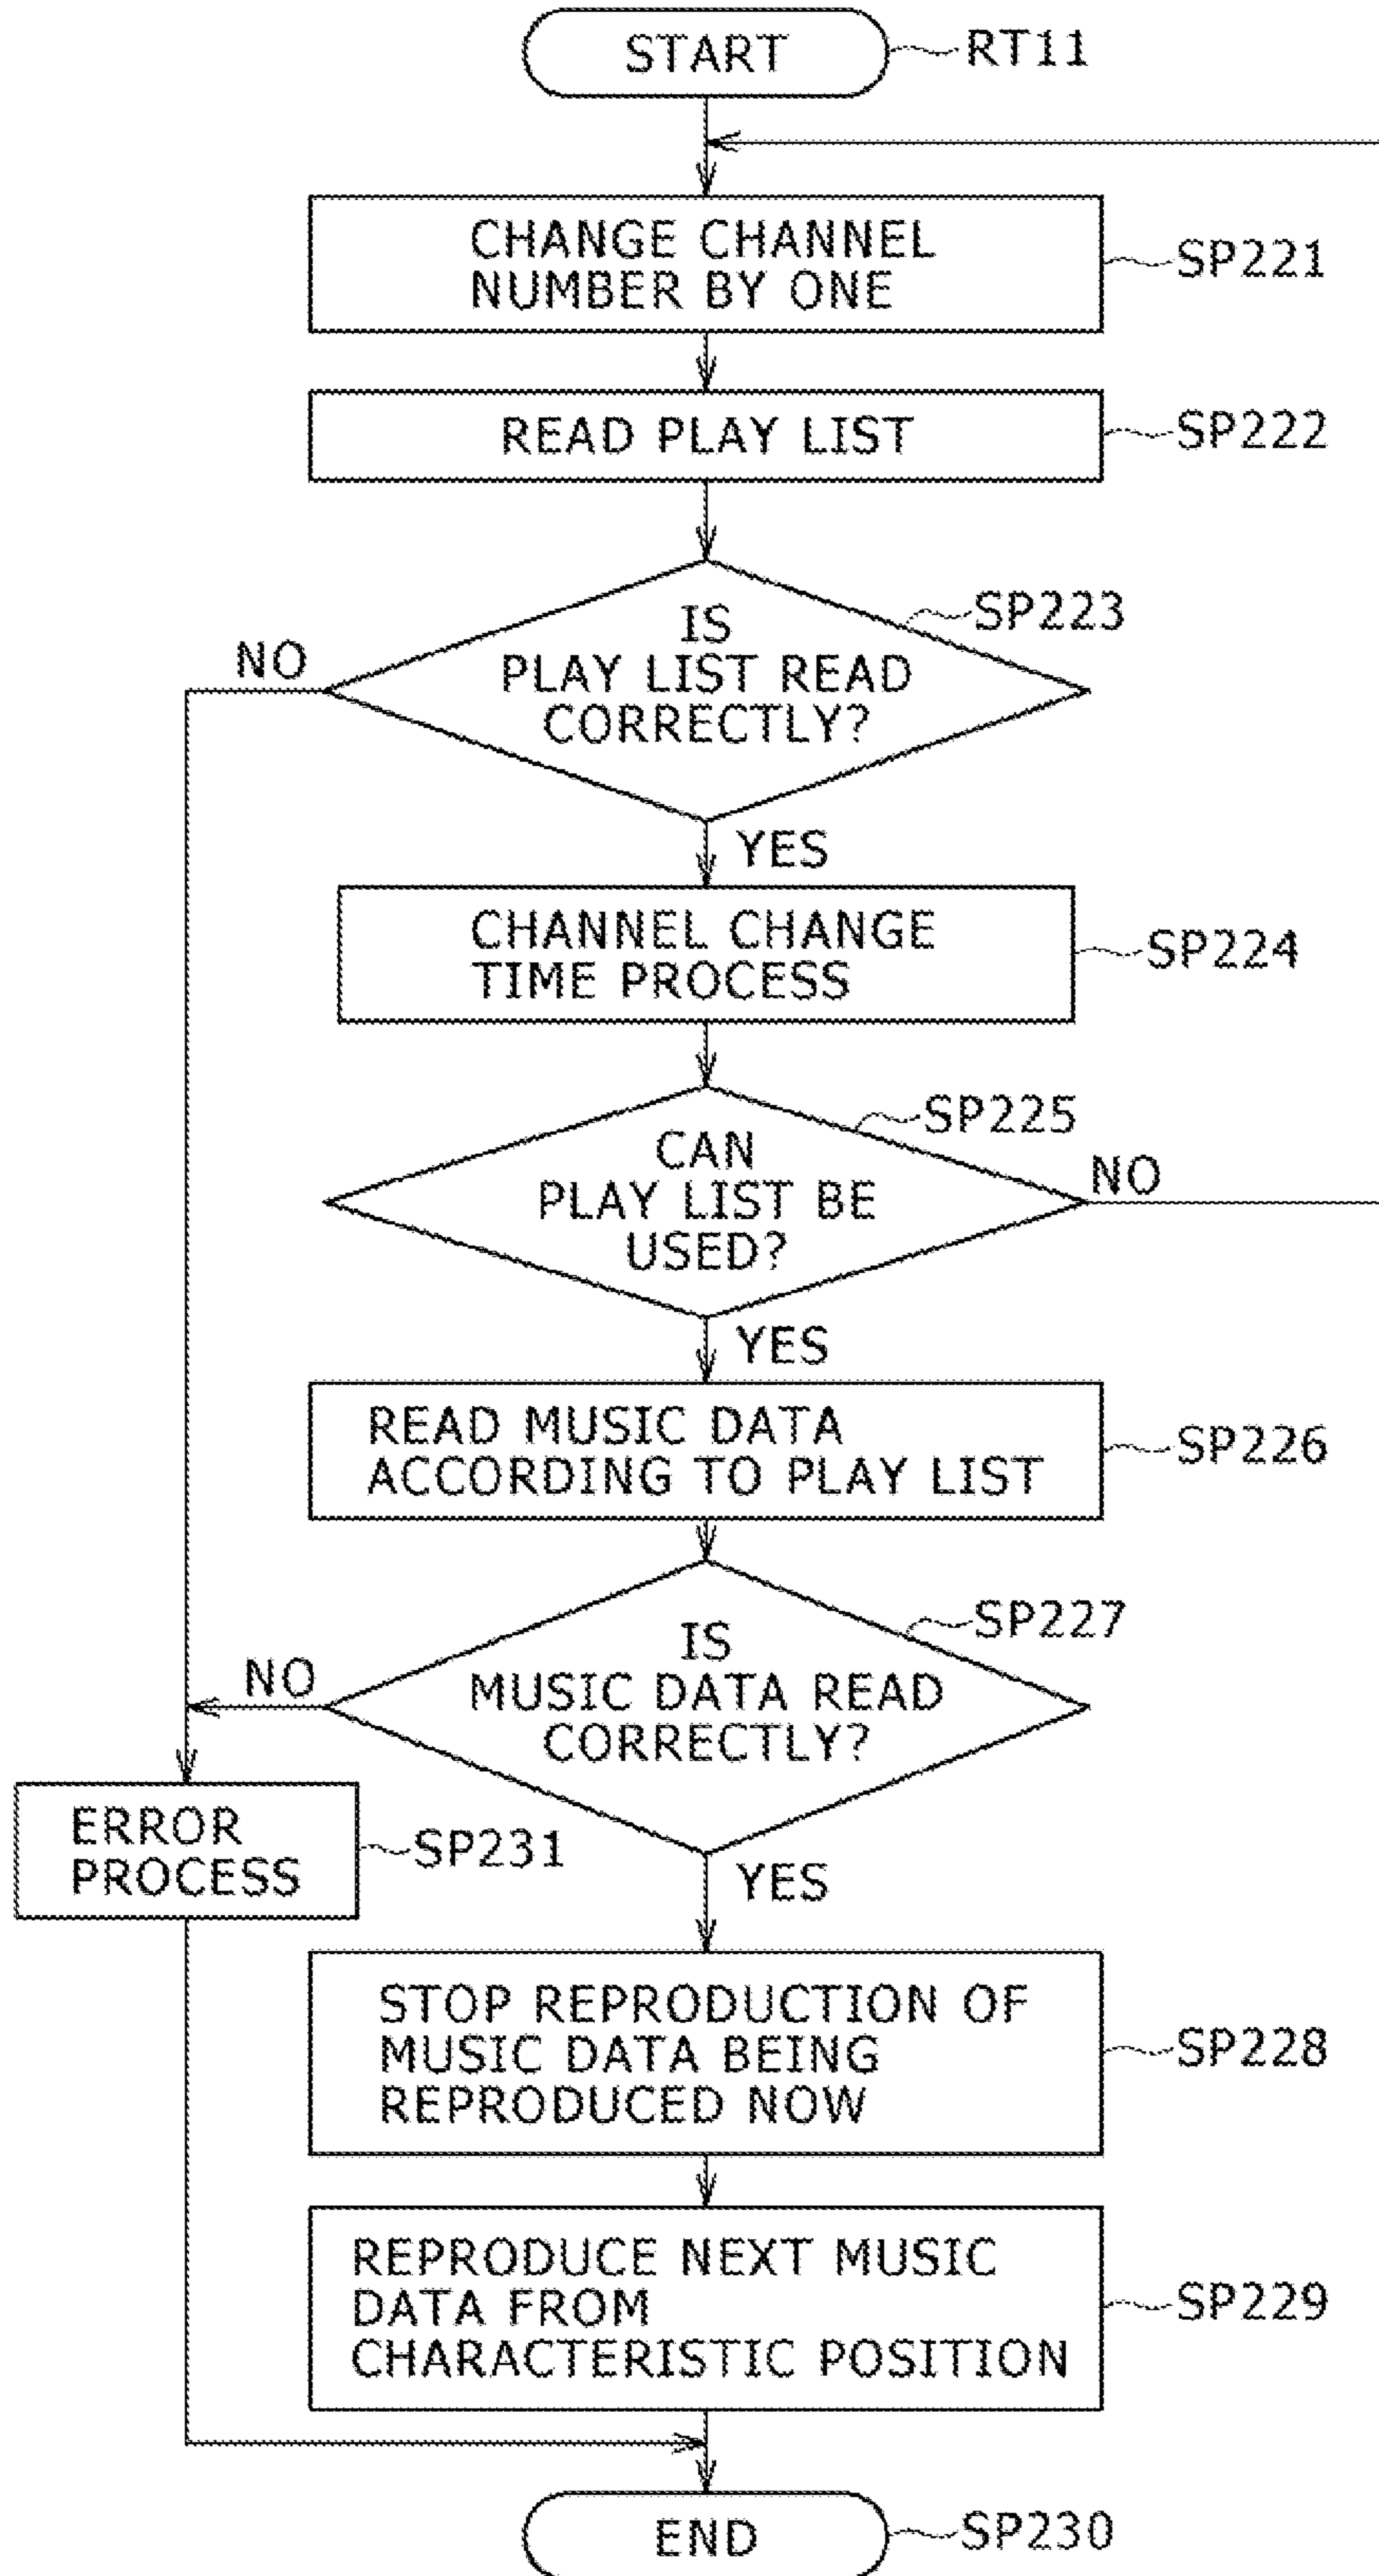 START
RT11
CHANGE CHANNEL
NUMBER BY ONE
SP221
READ PLAY LIST
SP222
IS
PLAY LIST READ
CORRECTLY?
SP223
NO
YES
CHANNEL CHANGE
TIME PROCESS
SP224
CAN
PLAY LIST BE
USED?
SP225
NO
YES
READ MUSIC DATA
ACCORDING TO PLAY LIST
SP226
IS
MUSIC DATA READ
CORRECTLY?
SP227
NO
YES
ERROR
PROCESS
SP231
STOP REPRODUCTION OF
MUSIC DATA BEING
REPRODUCED NOW
SP228
REPRODUCE NEXT MUSIC
DATA FROM
CHARACTERISTIC POSITION
SP229
END
SP230